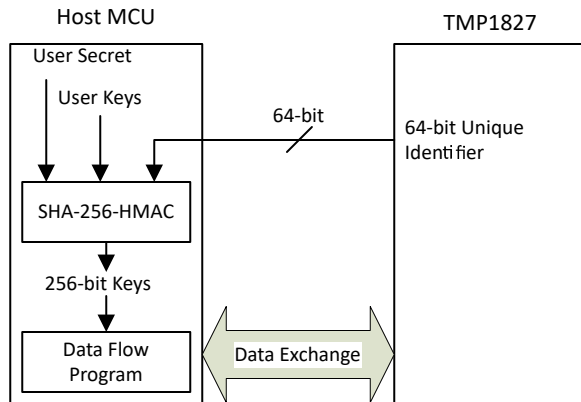 Host MCU
TMP1827
User Secret
User Keys
64-bit
64-bit Unique
Identifier
SHA-256-HMAC
256-bit Keys
Data Flow
Program
Data Exchange